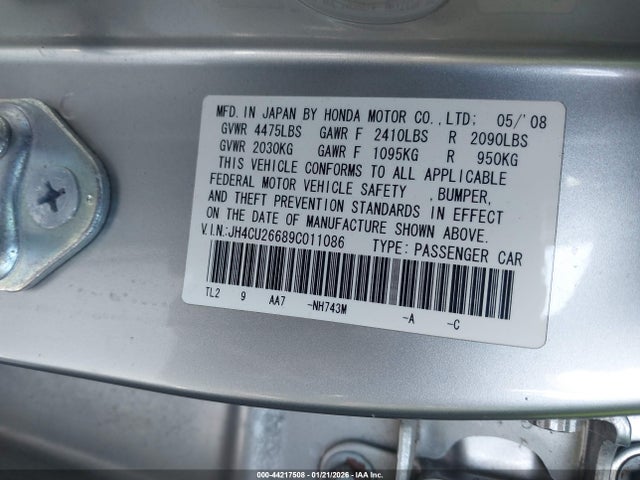 MFD. IN JAPAN BY HONDA MOTOR CO., LTD: 05/'08
GVWR 4475LBS GAWR F 2410LBS R 2090LBS
GVWR 2030KG GAWR F 1095KG R 950KG
THIS VEHICLE CONFORMS TO ALL APPLICABLE
FEDERAL MOTOR VEHICLE SAFETY ,BUMPER,
AND THEFT PREVENTION STANDARDS IN EFFECT
ON THE DATE OF MANUFACTURE SHOWN ABOVE.
V.I.N:JH4CU26689C011086 TYPE: PASSENGER CAR
TL2 9 AA7 -NH743M -A -C
000-44217508 - 01/21/2026 - IAAI.COM